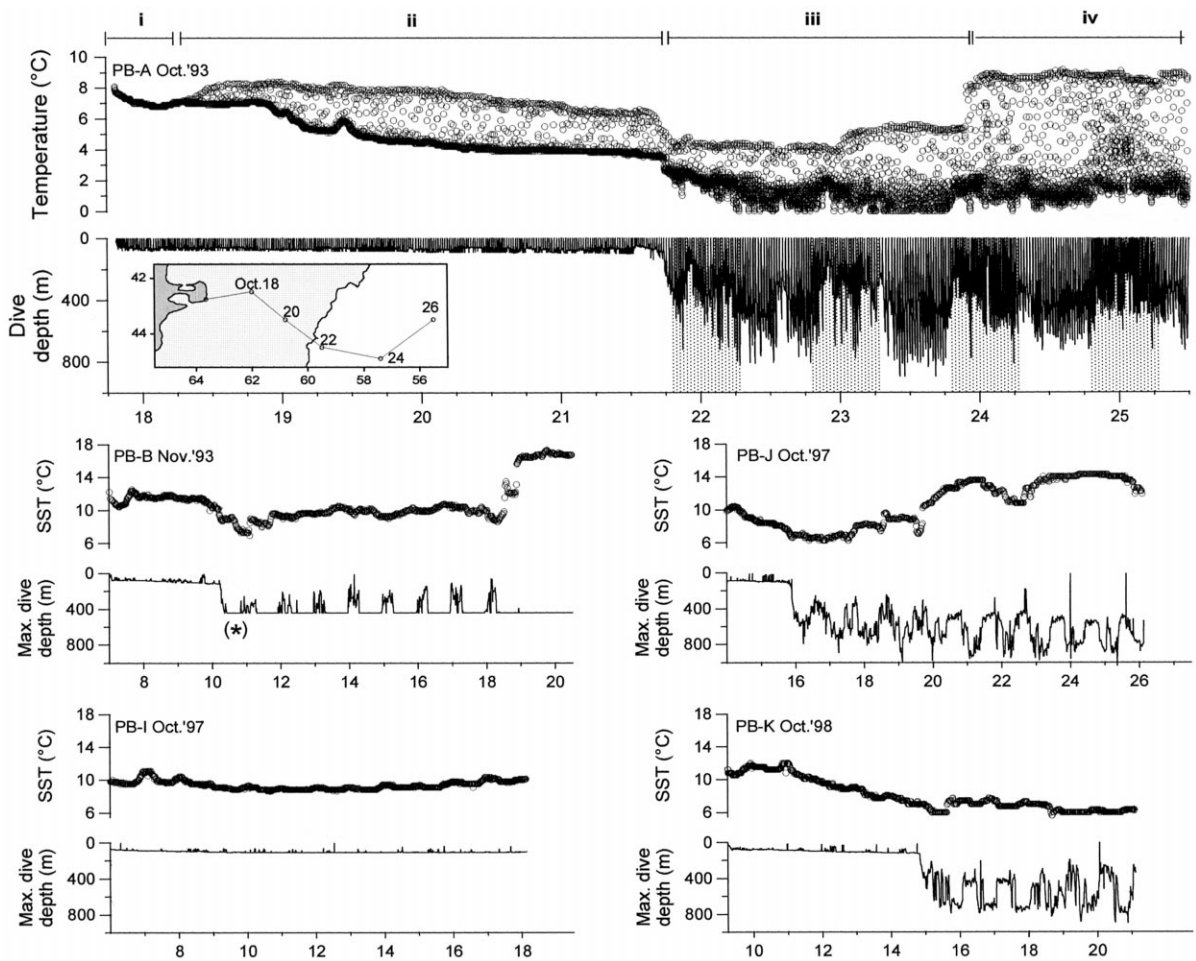 i ii iii iv
PB-A Oct.'93
Temperature (°C)
10
8
6
4
2
0
Dive
depth (m)
0
400
800
42
44
Oct.18
20
22
24
26
64 62 60 58 56
18 19 20 21 22 23 24 25
PB-B Nov.'93
SST (°C)
18
14
10
6
Max. dive
depth (m)
0
400
800
(*)
8 10 12 14 16 18 20
PB-J Oct.'97
SST (°C)
18
14
10
6
Max. dive
depth (m)
0
400
800
16 18 20 22 24 26
PB-I Oct.'97
SST (°C)
18
14
10
6
Max. dive
depth (m)
0
400
800
8 10 12 14 16 18
PB-K Oct.'98
SST (°C)
18
14
10
6
Max. dive
depth (m)
0
400
800
10 12 14 16 18 20